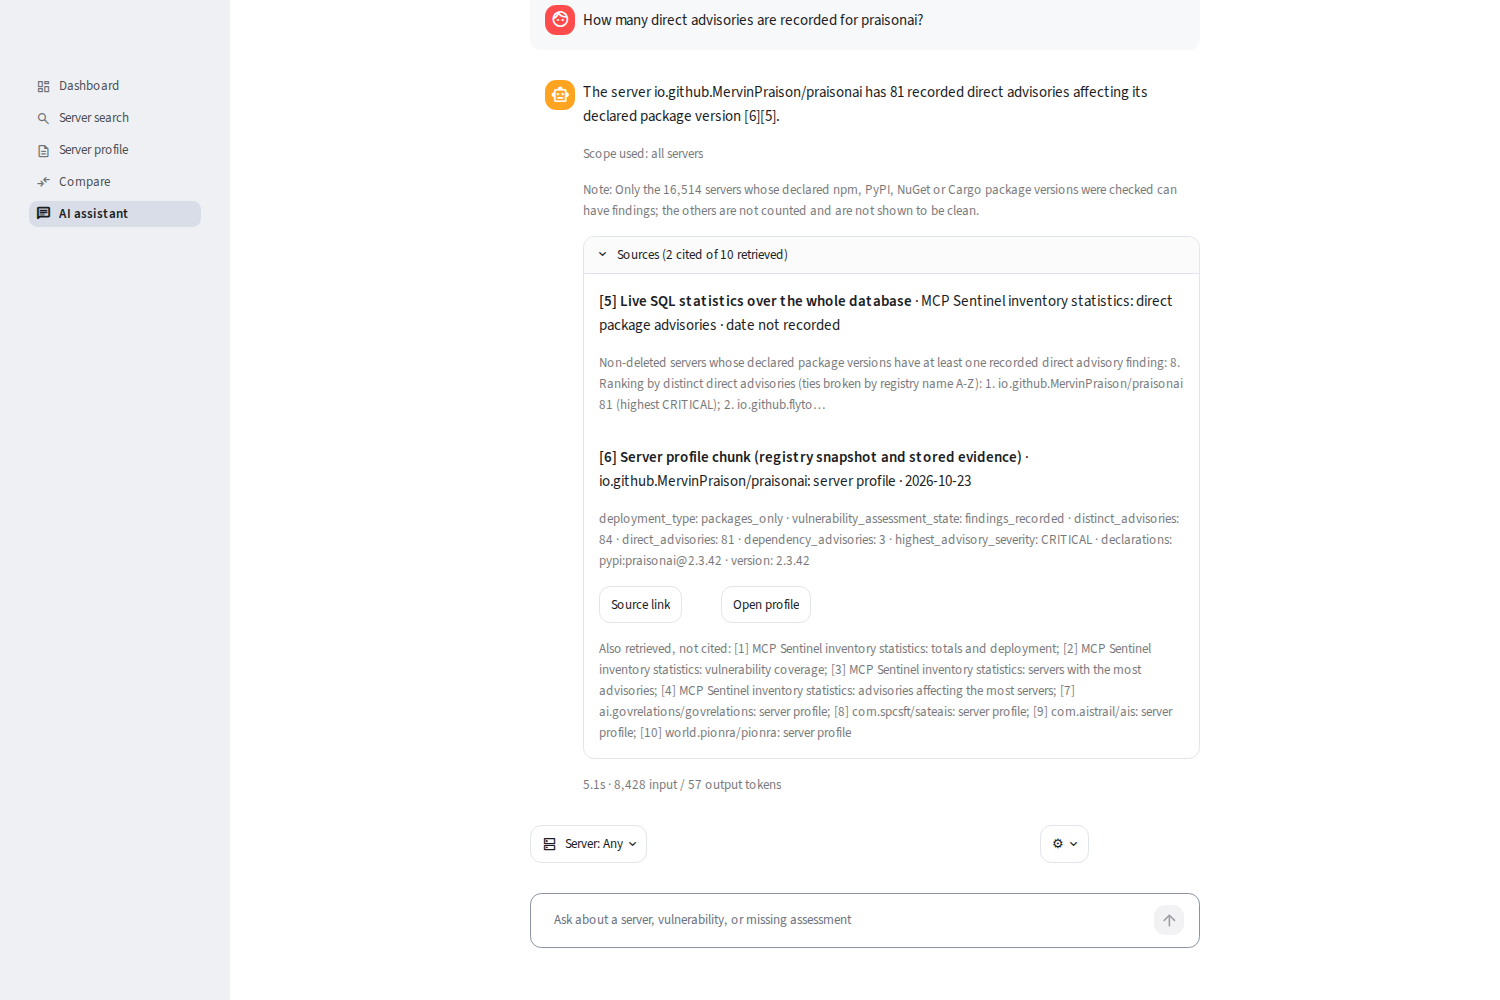 How many direct advisories are recorded for praisonai?
Dashboard
Server search
Server profile
Compare
AI assistant
The server io.github.MervinPraison/praisonai has 81 recorded direct advisories affecting its
declared package version [6][5].
Scope used: all servers
Note: Only the 16,514 servers whose declared npm, PyPI, NuGet or Cargo package versions were checked can
have findings; the others are not counted and are not shown to be clean.
Sources (2 cited of 10 retrieved)
[5] Live SQL statistics over the whole database · MCP Sentinel inventory statistics: direct
package advisories · date not recorded
Non-deleted servers whose declared package versions have at least one recorded direct advisory finding: 8.
Ranking by distinct direct advisories (ties broken by registry name A-Z): 1. io.github.MervinPraison/praisonai
81 (highest CRITICAL); 2. io.github.flyto…
[6] Server profile chunk (registry snapshot and stored evidence) ·
io.github.MervinPraison/praisonai: server profile · 2026-10-23
deployment_type: packages_only · vulnerability_assessment_state: findings_recorded · distinct_advisories:
84 · direct_advisories: 81 · dependency_advisories: 3 · highest_advisory_severity: CRITICAL · declarations:
pypi:praisonai@2.3.42 · version: 2.3.42
Source link
Open profile
Also retrieved, not cited: [1] MCP Sentinel inventory statistics: totals and deployment; [2] MCP Sentinel
inventory statistics: vulnerability coverage; [3] MCP Sentinel inventory statistics: servers with the most
advisories; [4] MCP Sentinel inventory statistics: advisories affecting the most servers; [7]
ai.govrelations/govrelations: server profile; [8] com.spcsft/sateais: server profile; [9] com.aistrail/ais: server
profile; [10] world.pionra/pionra: server profile
5.1s · 8,428 input / 57 output tokens
Server: Any
Ask about a server, vulnerability, or missing assessment